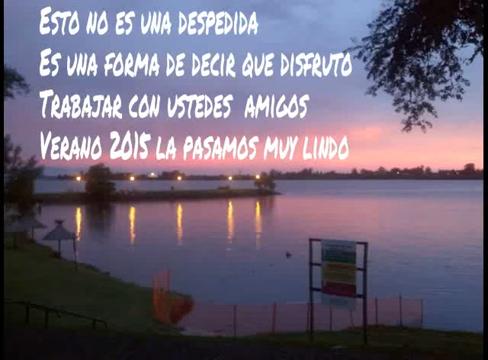 Esto no es una despedida
Es una forma de decir que disfruto
Trabajar con ustedes amigos
Verano 2015 la pasamos muy lindo